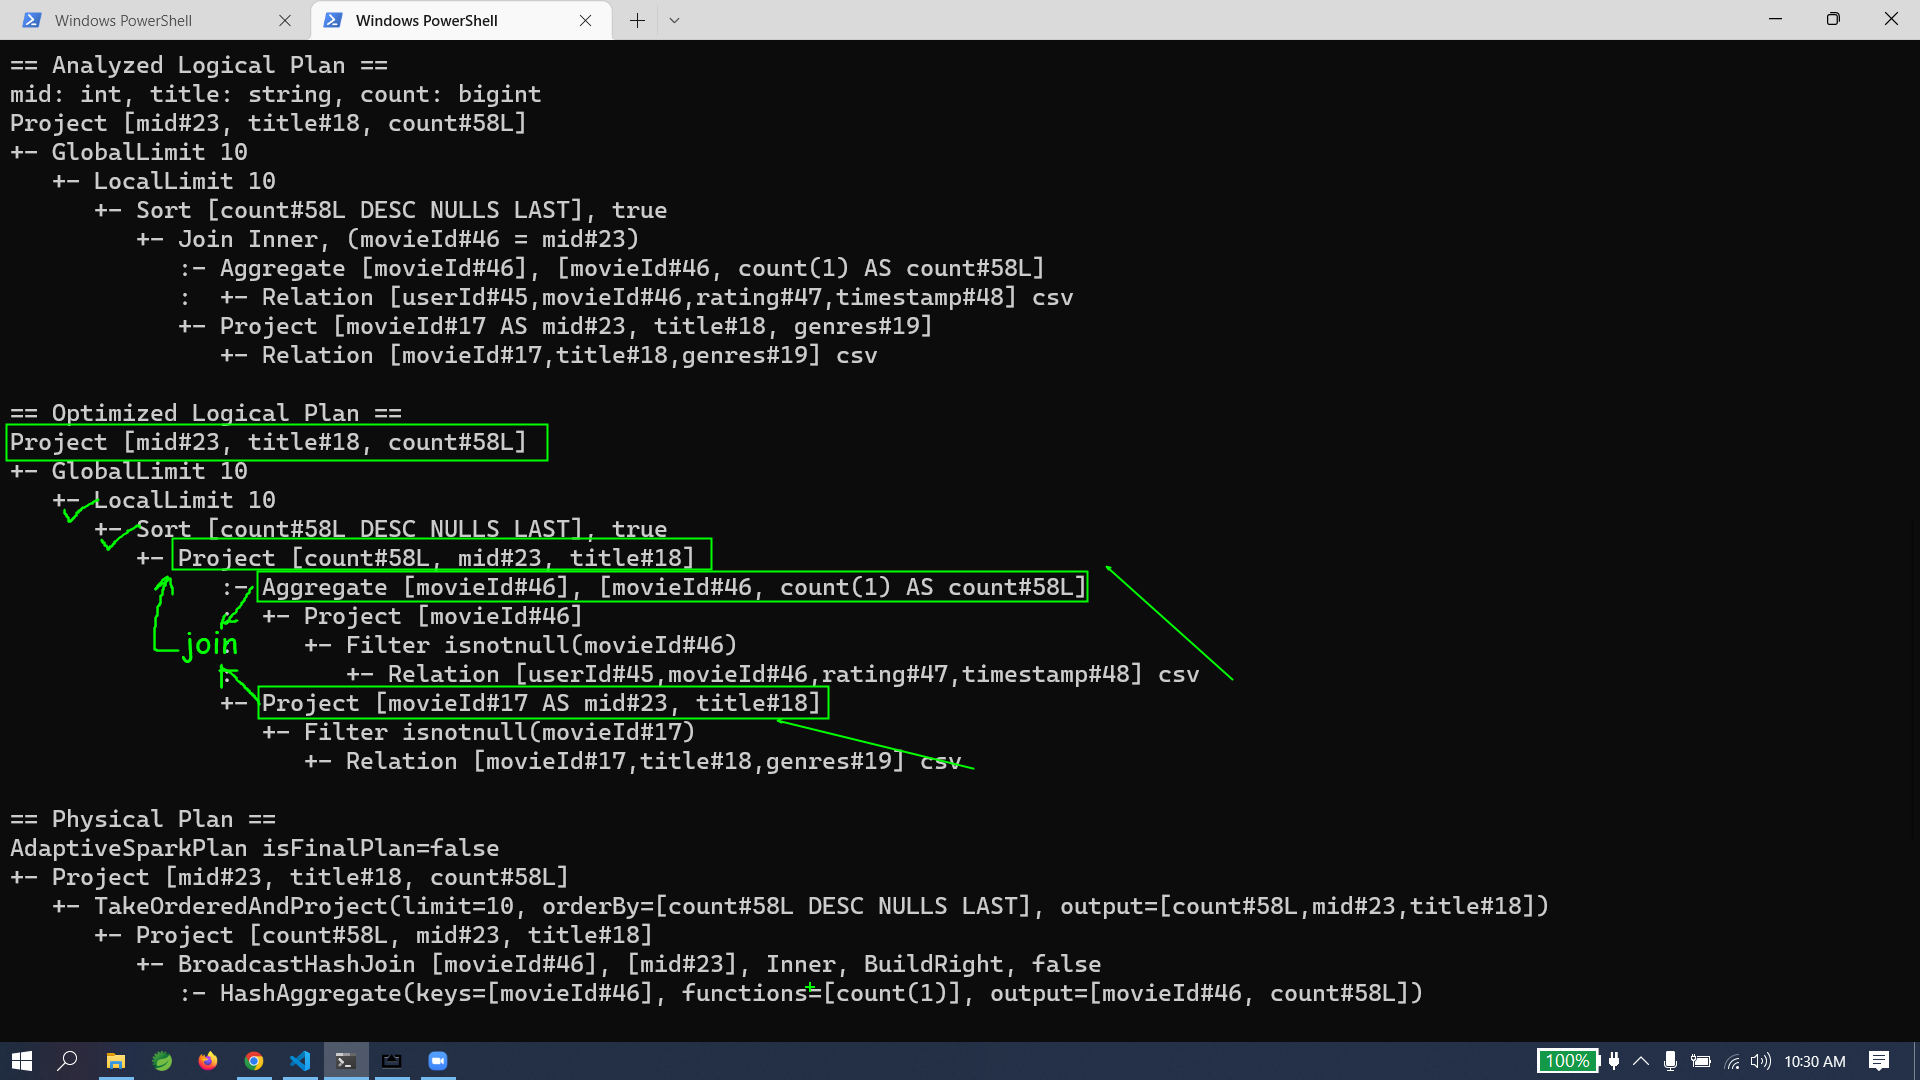 Windows PowerShell
Windows PowerShell
== Analyzed Logical Plan ==
mid: int, title: string, count: bigint
Project [mid#23, title#18, count#58L]
+- GlobalLimit 10
   +- LocalLimit 10
      +- Sort [count#58L DESC NULLS LAST], true
         +- Join Inner, (movieId#46 = mid#23)
            :- Aggregate [movieId#46], [movieId#46, count(1) AS count#58L]
            :  +- Relation [userId#45,movieId#46,rating#47,timestamp#48] csv
            +- Project [movieId#17 AS mid#23, title#18, genres#19]
               +- Relation [movieId#17,title#18,genres#19] csv
== Optimized Logical Plan ==
Project [mid#23, title#18, count#58L]
+- GlobalLimit 10
   +- LocalLimit 10
      +- Sort [count#58L DESC NULLS LAST], true
         +- Project [count#58L, mid#23, title#18]
               :- Aggregate [movieId#46], [movieId#46, count(1) AS count#58L]
                  +- Project [movieId#46]
join                 +- Filter isnotnull(movieId#46)
               :        +- Relation [userId#45,movieId#46,rating#47,timestamp#48] csv
               +- Project [movieId#17 AS mid#23, title#18]
                  +- Filter isnotnull(movieId#17)
                     +- Relation [movieId#17,title#18,genres#19] csv
== Physical Plan ==
AdaptiveSparkPlan isFinalPlan=false
+- Project [mid#23, title#18, count#58L]
   +- TakeOrderedAndProject(limit=10, orderBy=[count#58L DESC NULLS LAST], output=[count#58L,mid#23,title#18])
      +- Project [count#58L, mid#23, title#18]
         +- BroadcastHashJoin [movieId#46], [mid#23], Inner, BuildRight, false
            :- HashAggregate(keys=[movieId#46], functions=[count(1)], output=[movieId#46, count#58L])
100%
10:30 AM